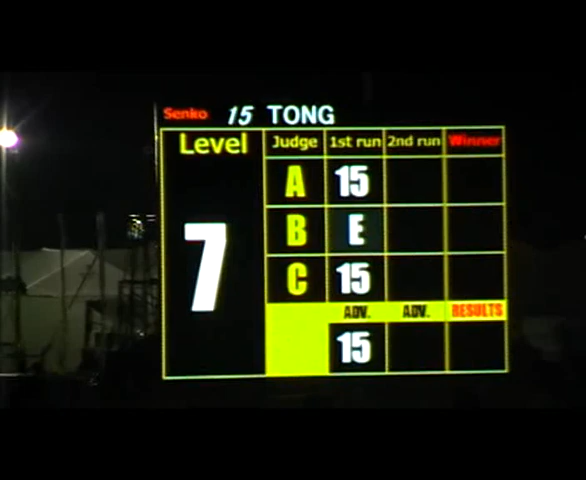 Senko 15 TONG
Level Judge 1st run 2nd run Winner
7
A 15
B E
C 15
ADV. ADV. RESULTS
15